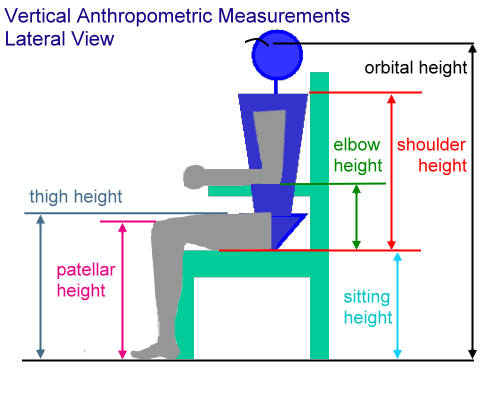 Vertical Anthropometric Measurements
Lateral View
orbital height
elbow
height
shoulder
height
thigh height
patellar
height
sitting
height